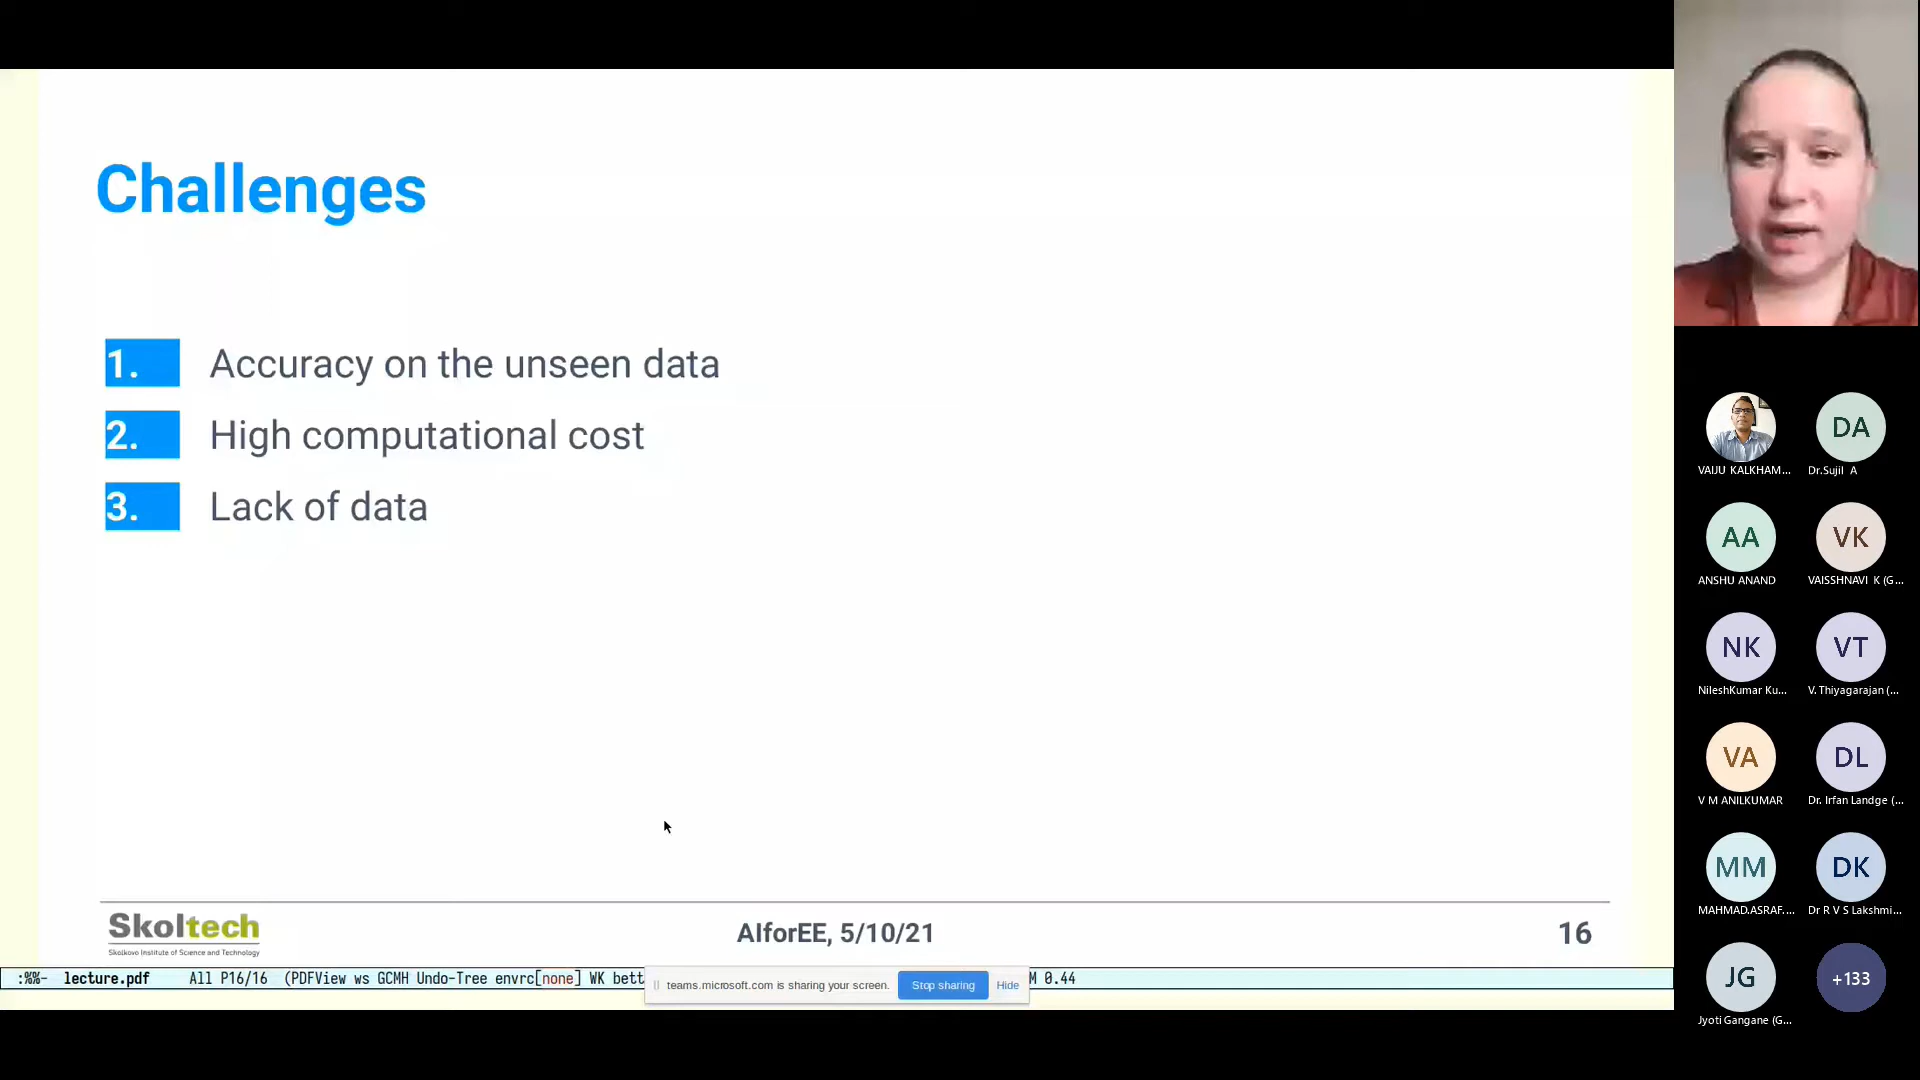 Challenges
1. Accuracy on the unseen data
2. High computational cost
3. Lack of data
Skoltech
Skolkovo Institute of Science and Technology
AIforEE, 5/10/21
16
:%%- lecture.pdf All P16/16 (PDFView ws GCMH Undo-Tree envrc[none] WK bett
M 0.44
teams.microsoft.com is sharing your screen. Stop sharing Hide
VAIJU KALKHAM...
DA
Dr.Sujil A
AA
ANSHU ANAND
VK
VAISSHNAVI K (G...
NK
NileshKumar Ku...
VT
V. Thiyagarajan (...
VA
V M ANILKUMAR
DL
Dr. Irfan Landge (...
MM
MAHMAD.ASRAF....
DK
Dr R V S Lakshmi...
JG
Jyoti Gangane (G...
+133